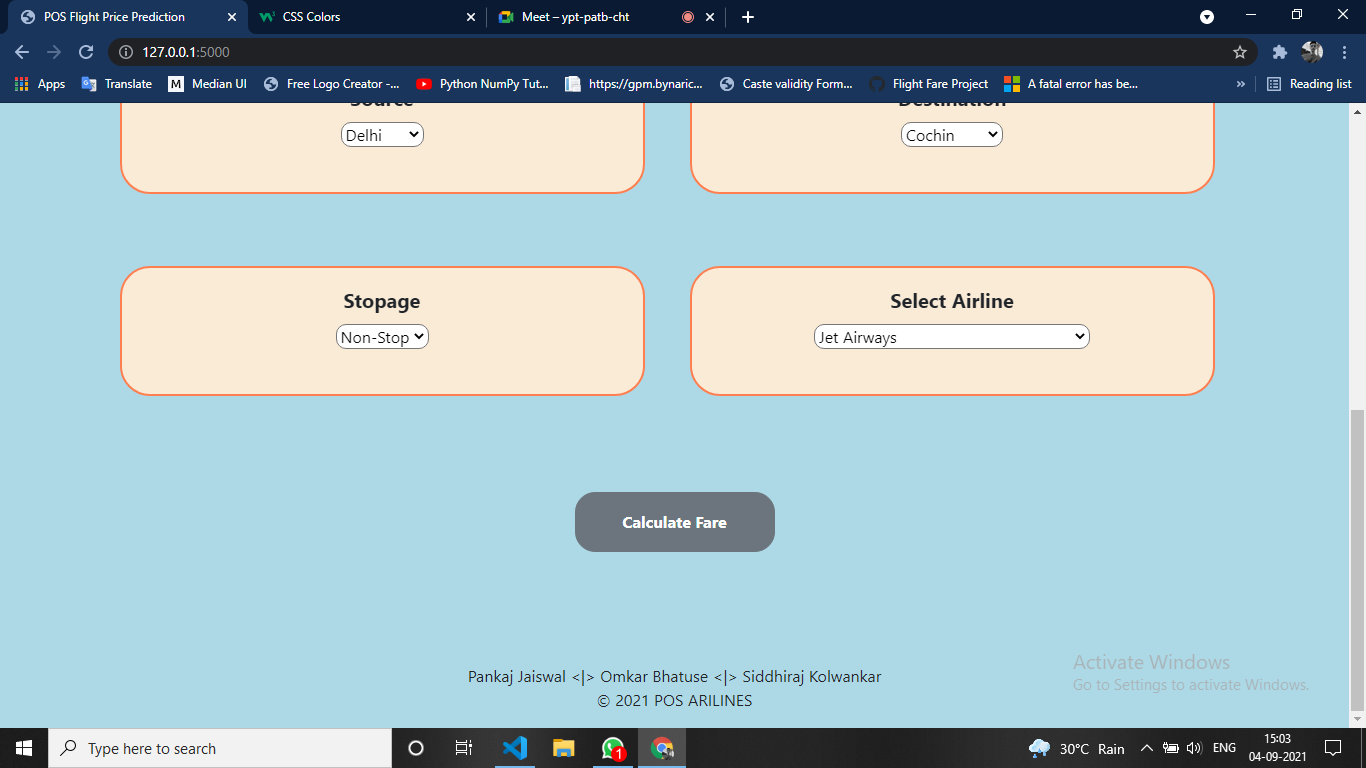 POS Flight Price Prediction
CSS Colors
Meet – ypt-patb-cht
127.0.0.1:5000
Apps
Translate
M Median UI
Free Logo Creator -...
Python NumPy Tut...
https://gpm.bynaric...
Caste validity Form...
Flight Fare Project
A fatal error has be...
»
Reading list
Source
Destination
Delhi
Cochin
Stopage
Select Airline
Non-Stop
Jet Airways
Calculate Fare
Pankaj Jaiswal <|> Omkar Bhatuse <|> Siddhiraj Kolwankar
© 2021 POS ARILINES
Activate Windows
Go to Settings to activate Windows.
Type here to search
1
30°C Rain
ENG
15:03
04-09-2021